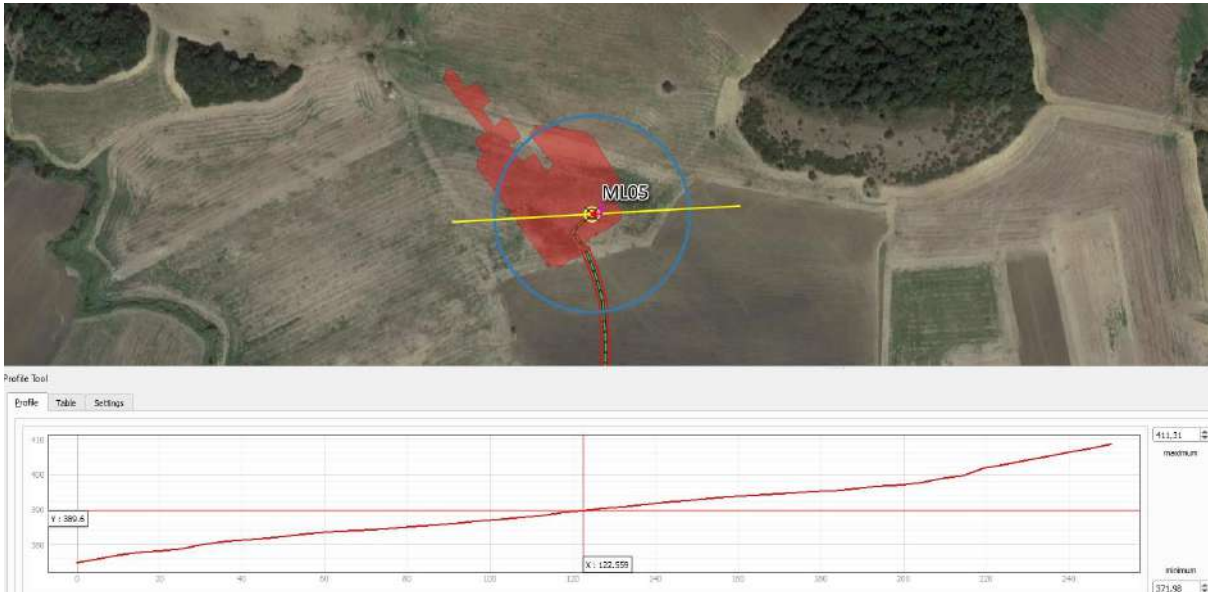 ML05
Profile Tool
Profile Table Settings
410
400
390
380
Y : 389.6
X : 122.559
0 20 40 60 80 100 120 140 160 180 200 220 240
411,31
maximum
minimum
371,98